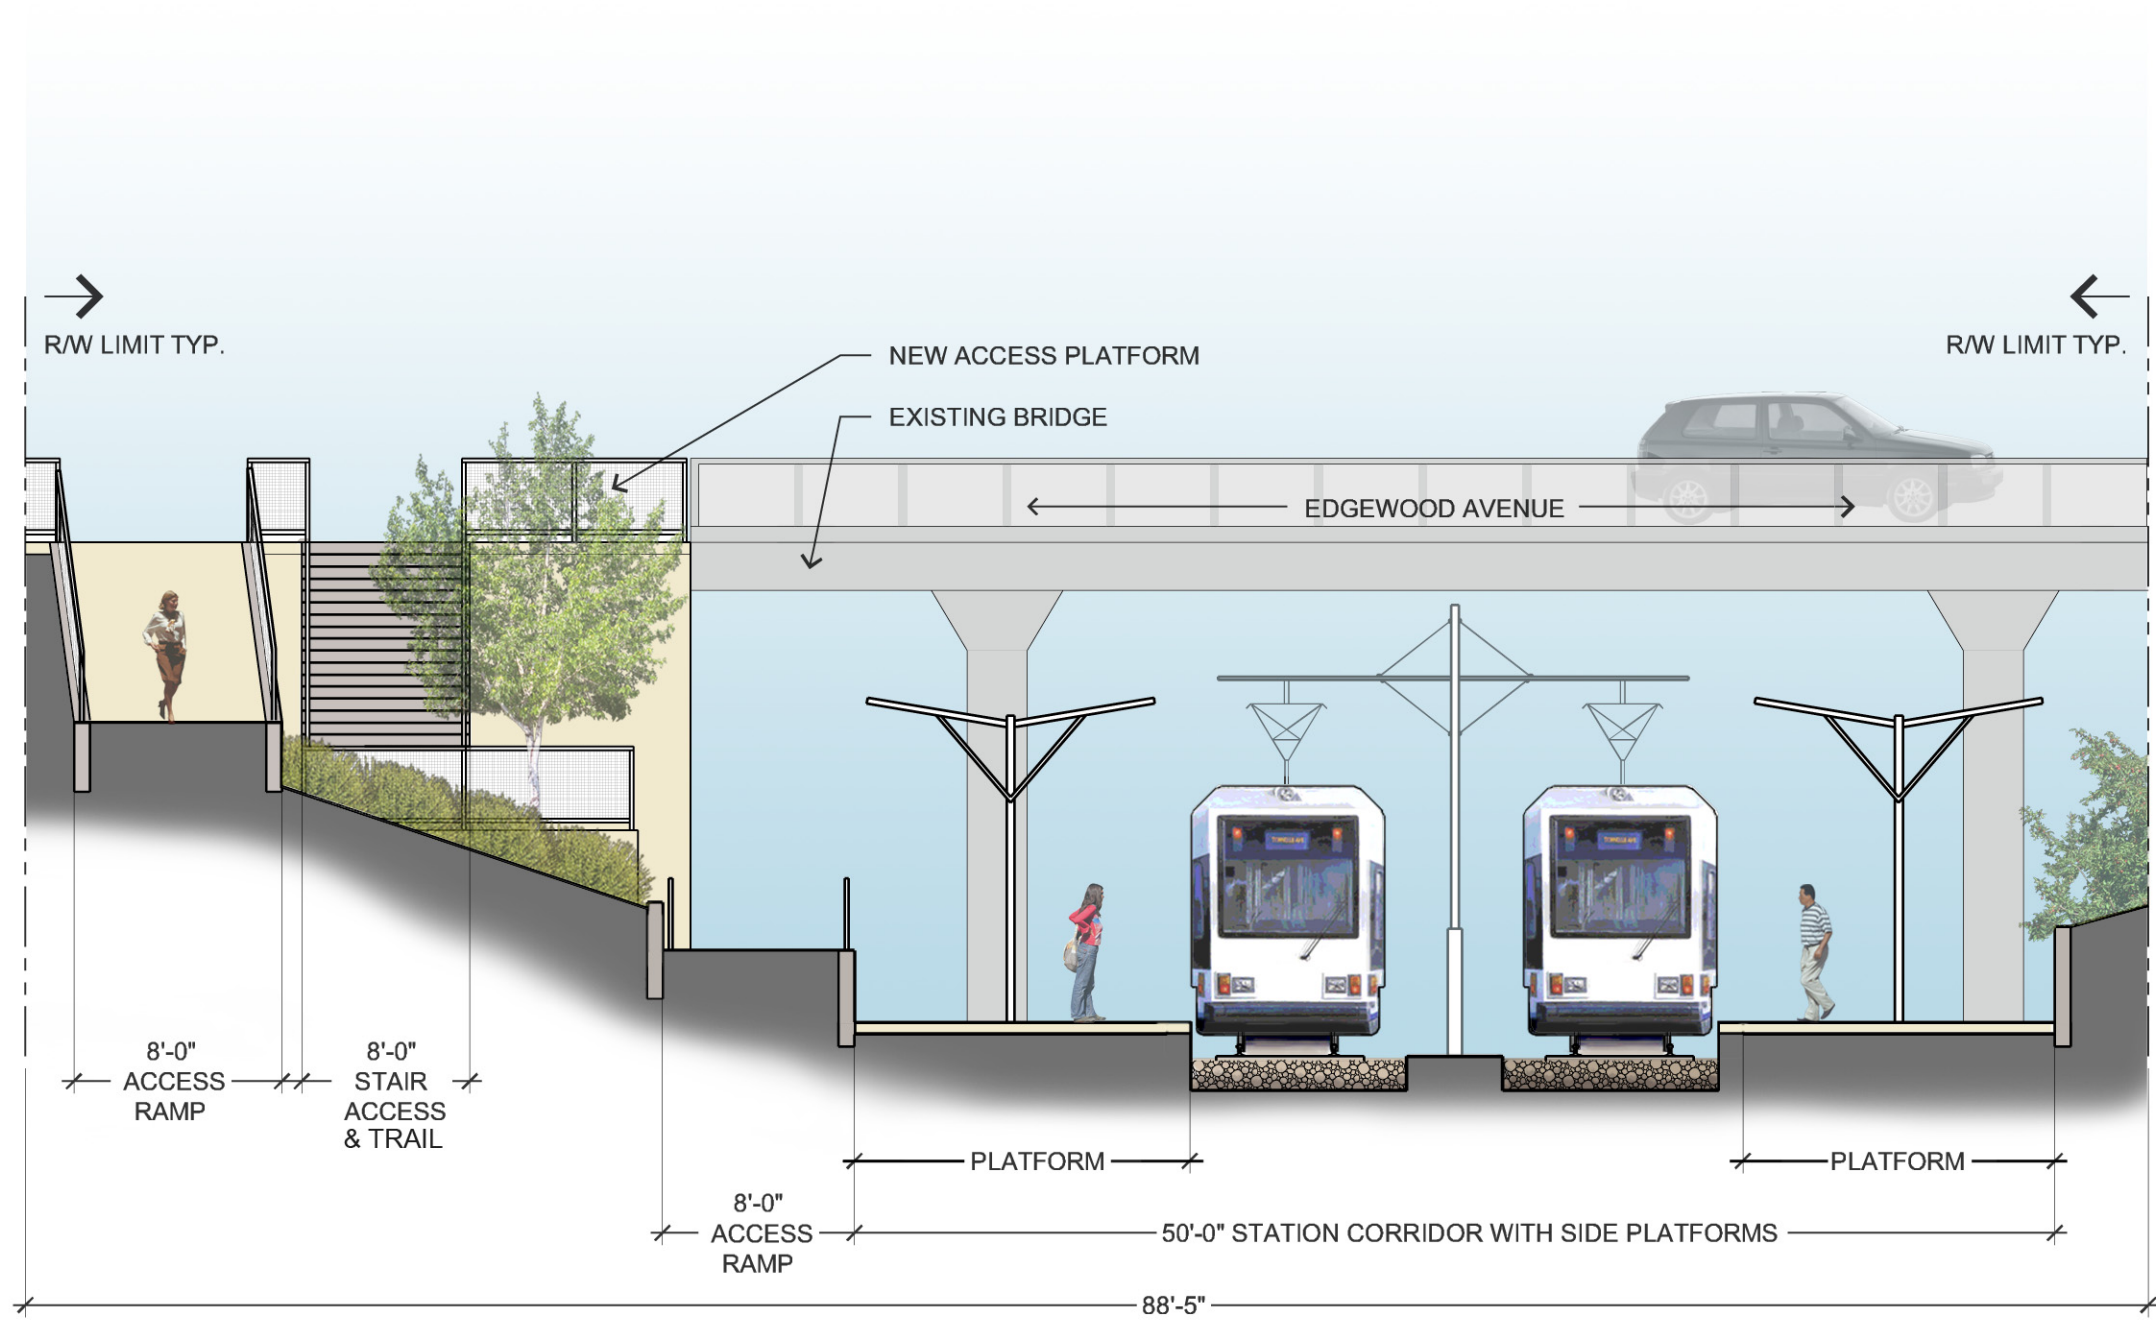 R/W LIMIT TYP.
R/W LIMIT TYP.
NEW ACCESS PLATFORM
EXISTING BRIDGE
EDGEWOOD AVENUE
8'-0"
ACCESS
RAMP
8'-0"
STAIR
ACCESS
& TRAIL
PLATFORM
PLATFORM
8'-0"
ACCESS
RAMP
50'-0" STATION CORRIDOR WITH SIDE PLATFORMS
88'-5"